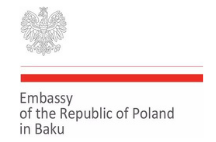 Embassy
of the Republic of Poland
in Baku